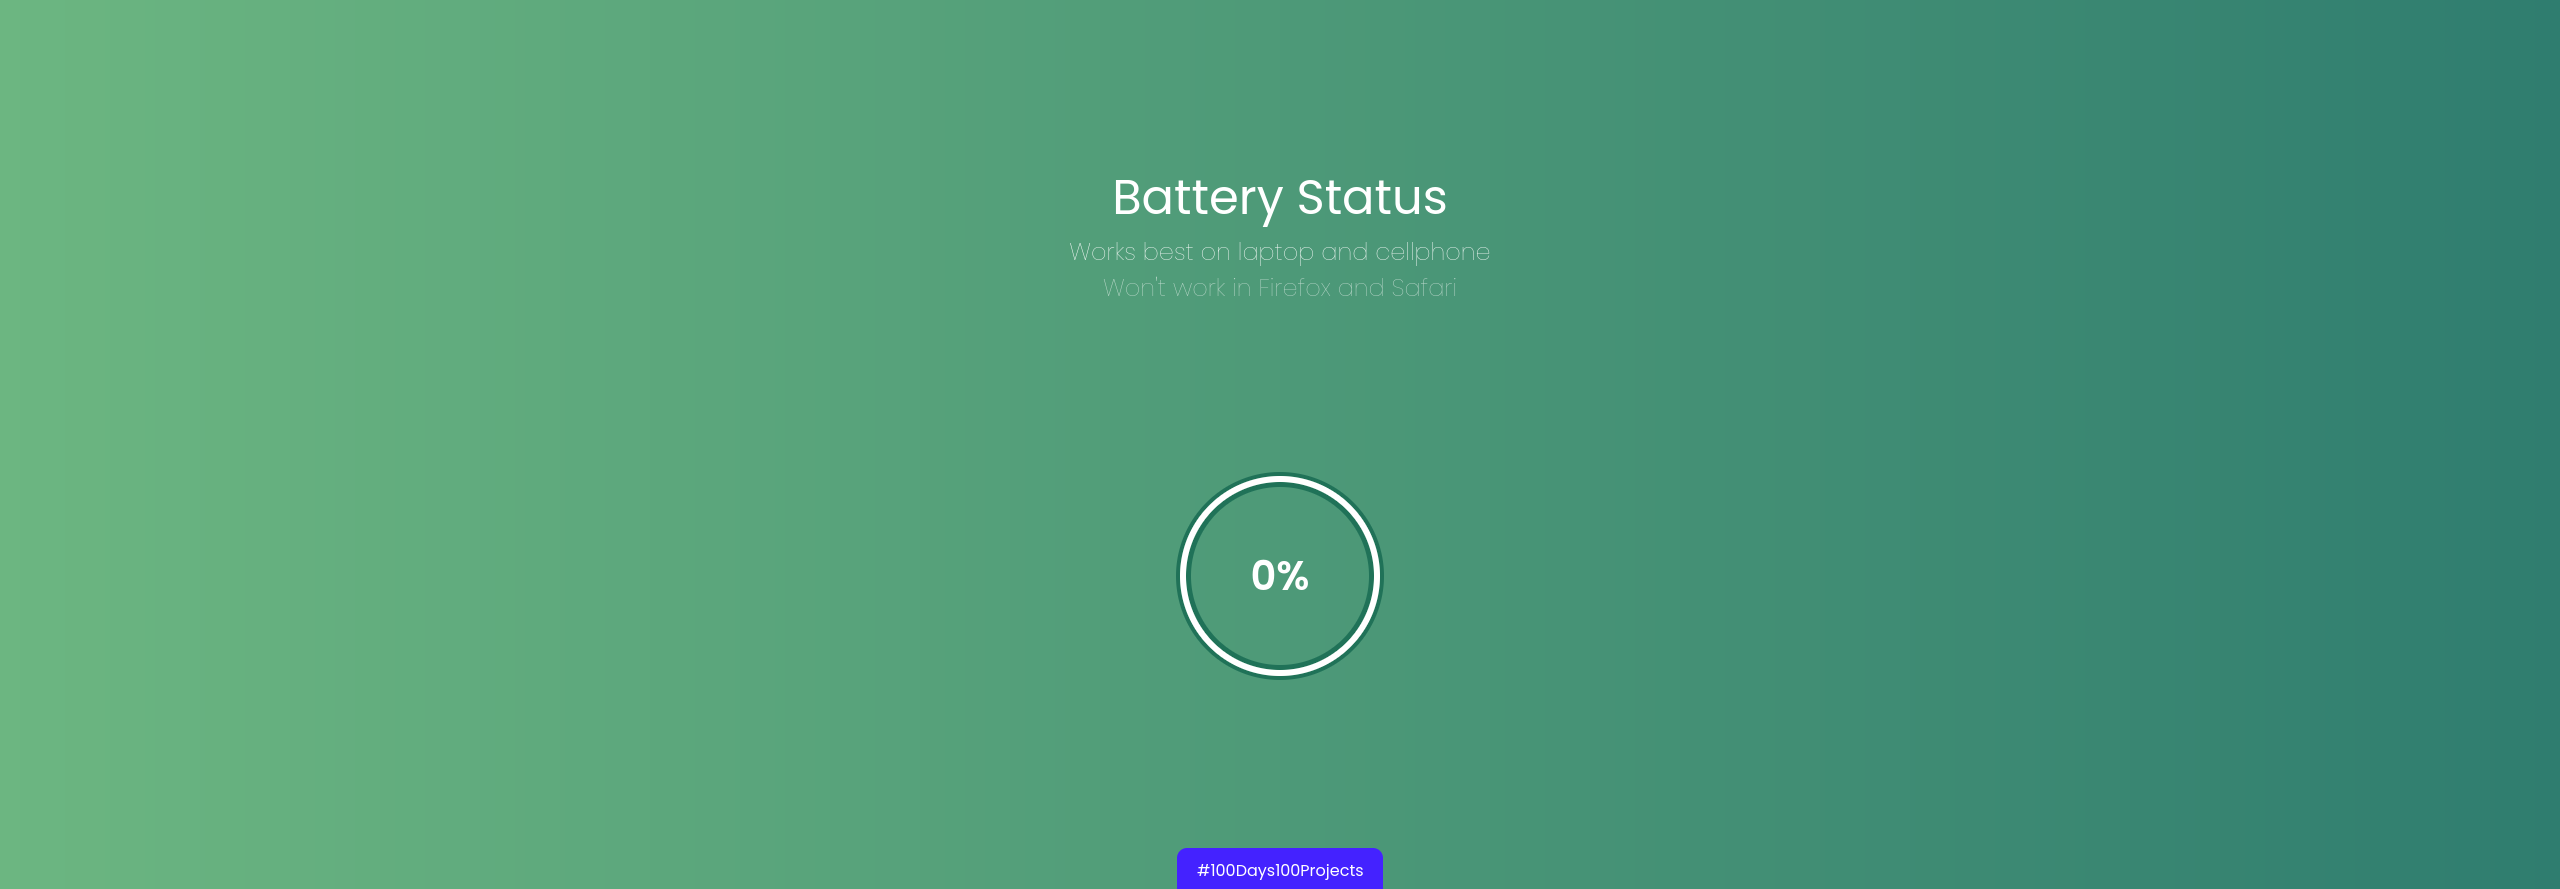 Battery Status
Works best on laptop and cellphone
Won't work in Firefox and Safari
0%
#100Days100Projects